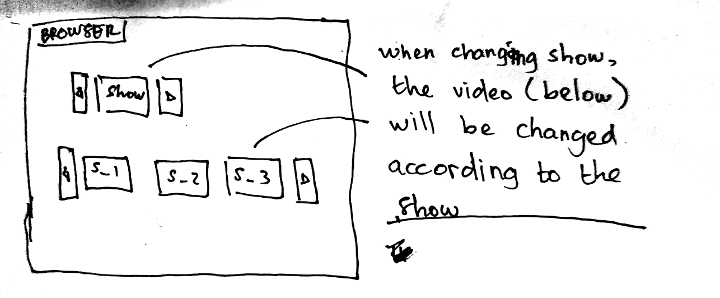 BROWSER
Show
S_1 S_2 S_3
when changing show,
the video (below)
will be changed
according to the
show